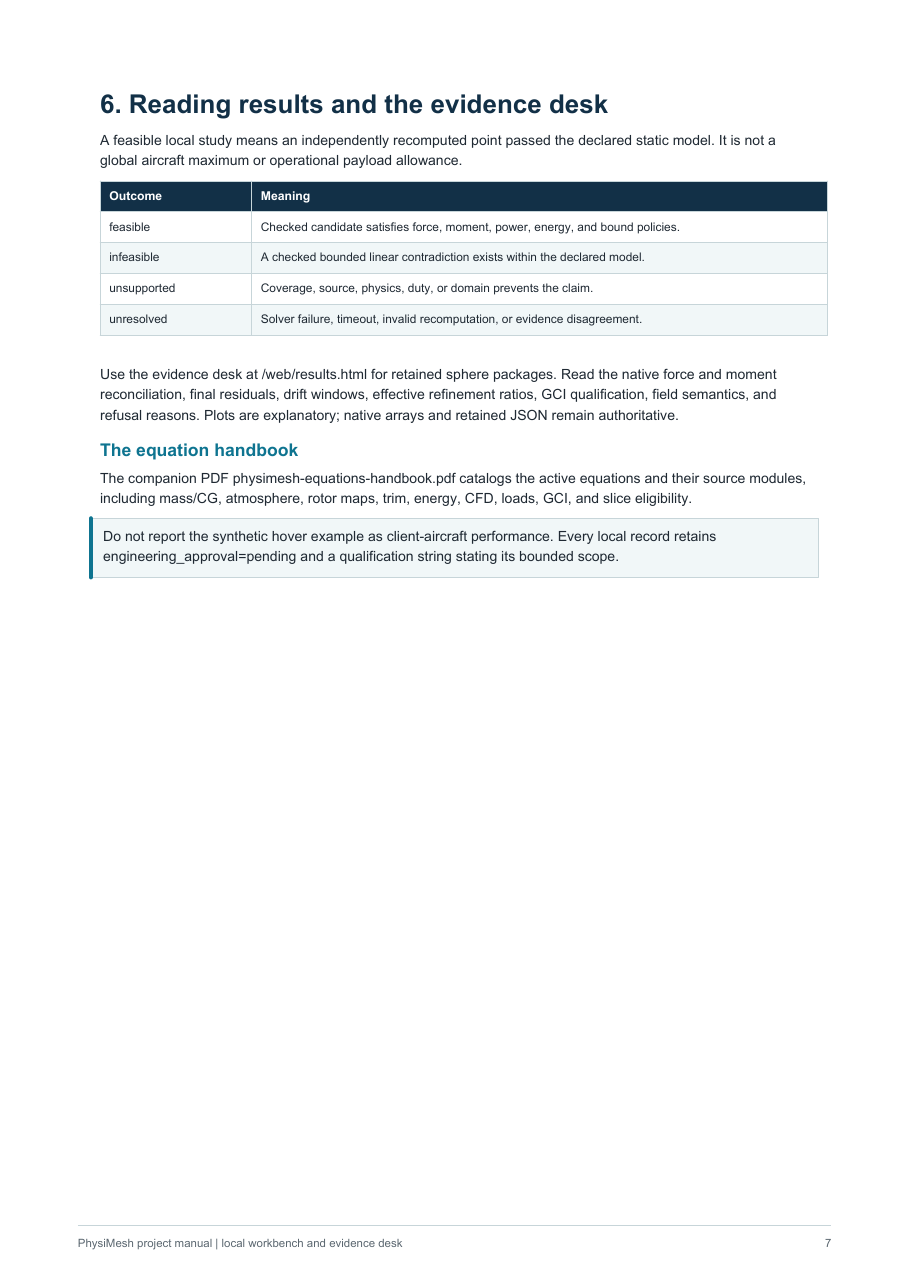 6. Reading results and the evidence desk
A feasible local study means an independently recomputed point passed the declared static model. It is not a
global aircraft maximum or operational payload allowance.
Outcome Meaning
feasible Checked candidate satisfies force, moment, power, energy, and bound policies.
infeasible A checked bounded linear contradiction exists within the declared model.
unsupported Coverage, source, physics, duty, or domain prevents the claim.
unresolved Solver failure, timeout, invalid recomputation, or evidence disagreement.
Use the evidence desk at /web/results.html for retained sphere packages. Read the native force and moment
reconciliation, final residuals, drift windows, effective refinement ratios, GCI qualification, field semantics, and
refusal reasons. Plots are explanatory; native arrays and retained JSON remain authoritative.
The equation handbook
The companion PDF physimesh-equations-handbook.pdf catalogs the active equations and their source modules,
including mass/CG, atmosphere, rotor maps, trim, energy, CFD, loads, GCI, and slice eligibility.
Do not report the synthetic hover example as client-aircraft performance. Every local record retains
engineering_approval=pending and a qualification string stating its bounded scope.
PhysiMesh project manual | local workbench and evidence desk 7